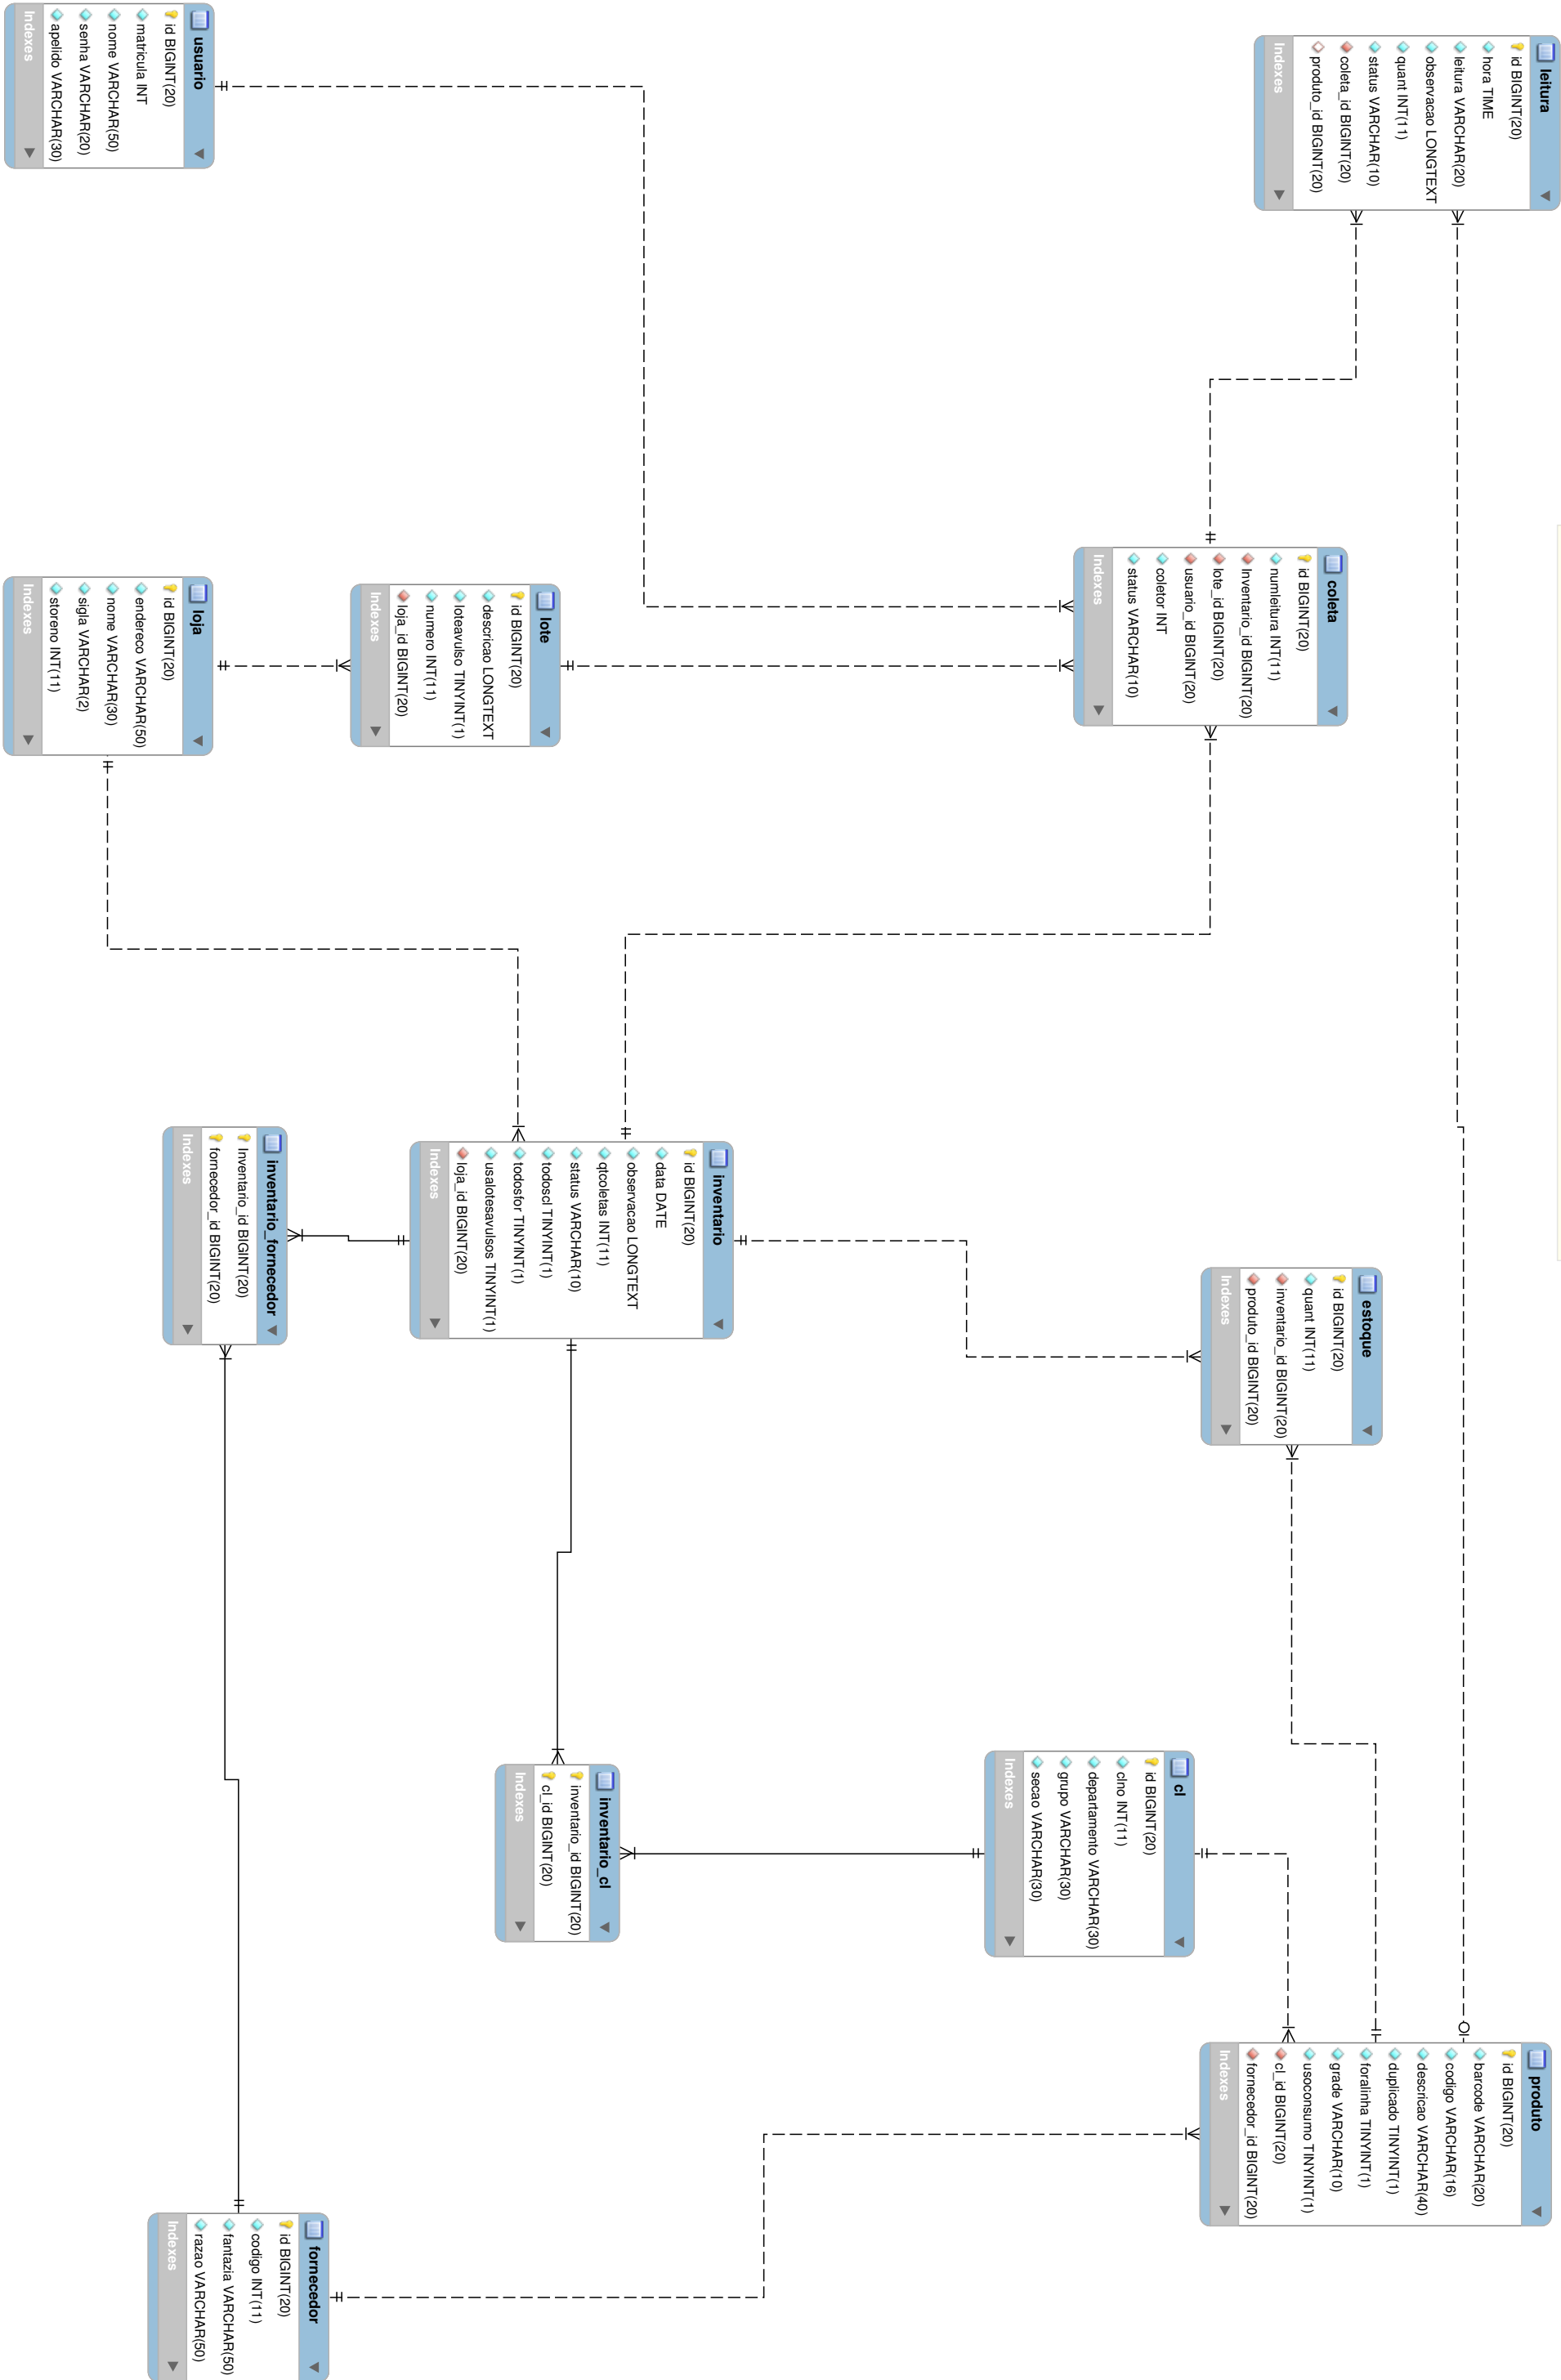 leitura
id BIGINT(20)
hora TIME
leitura VARCHAR(20)
observacao LONGTEXT
quant INT(11)
status VARCHAR(10)
coleta_id BIGINT(20)
produto_id BIGINT(20)
Indexes
coleta
id BIGINT(20)
numleitura INT(11)
Inventario_id BIGINT(20)
lote_id BIGINT(20)
usuario_id BIGINT(20)
coletor INT
status VARCHAR(10)
Indexes
estoque
id BIGINT(20)
quant INT(11)
inventario_id BIGINT(20)
produto_id BIGINT(20)
Indexes
produto
id BIGINT(20)
barcode VARCHAR(20)
codigo VARCHAR(16)
descricao VARCHAR(40)
duplicado TINYINT(1)
foralinha TINYINT(1)
grade VARCHAR(10)
usoconsumo TINYINT(1)
cl_id BIGINT(20)
fornecedor_id BIGINT(20)
Indexes
cl
id BIGINT(20)
clno INT(11)
departamento VARCHAR(30)
grupo VARCHAR(30)
secao VARCHAR(30)
Indexes
inventario
id BIGINT(20)
data DATE
observacao LONGTEXT
qtcoletas INT(11)
status VARCHAR(10)
todoscl TINYINT(1)
todosfor TINYINT(1)
usalotesavulsos TINYINT(1)
loja_id BIGINT(20)
Indexes
inventario_cl
inventario_id BIGINT(20)
cl_id BIGINT(20)
Indexes
lote
id BIGINT(20)
descricao LONGTEXT
loteavulso TINYINT(1)
numero INT(11)
loja_id BIGINT(20)
Indexes
usuario
id BIGINT(20)
matricula INT
nome VARCHAR(50)
senha VARCHAR(20)
apelido VARCHAR(30)
Indexes
loja
id BIGINT(20)
endereco VARCHAR(50)
nome VARCHAR(30)
sigla VARCHAR(2)
storeno INT(11)
Indexes
inventario_fornecedor
Inventario_id BIGINT(20)
fornecedor_id BIGINT(20)
Indexes
fornecedor
id BIGINT(20)
codigo INT(11)
fantazia VARCHAR(50)
razao VARCHAR(50)
Indexes